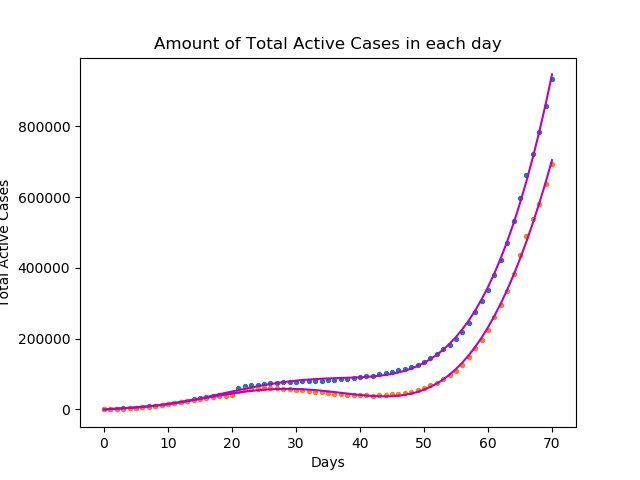 Amount of Total Active Cases in each day
800000
600000
400000
200000
0
Total Active Cases
0 10 20 30 40 50 60 70
Days